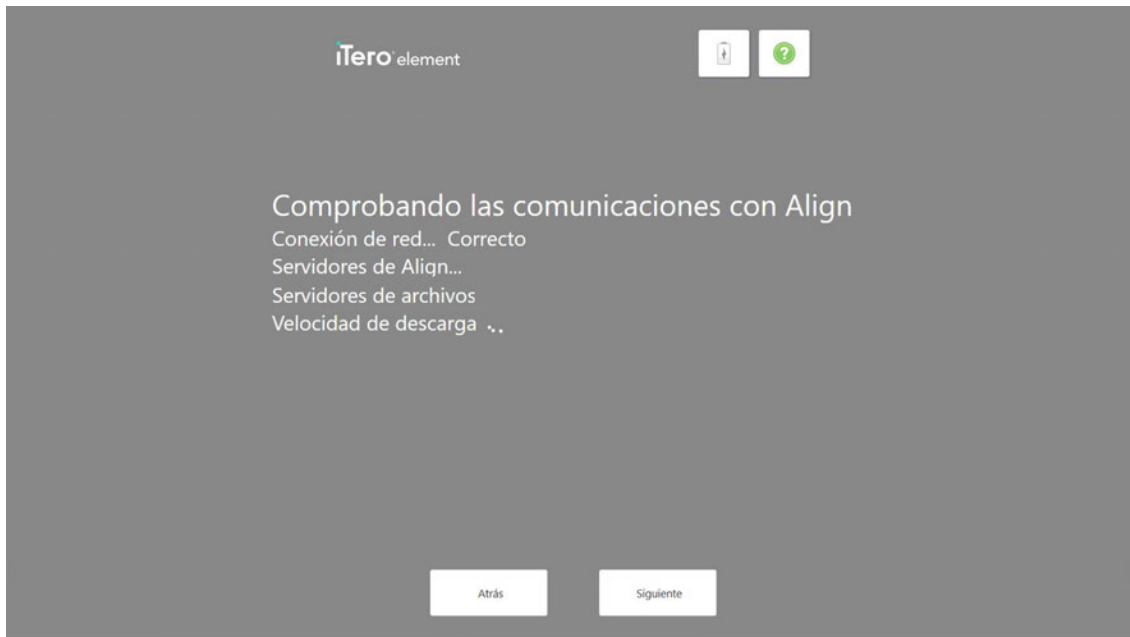 iTero element
?
Comprobando las comunicaciones con Align
Conexión de red... Correcto
Servidores de Align...
Servidores de archivos
Velocidad de descarga
Atrás
Siguiente